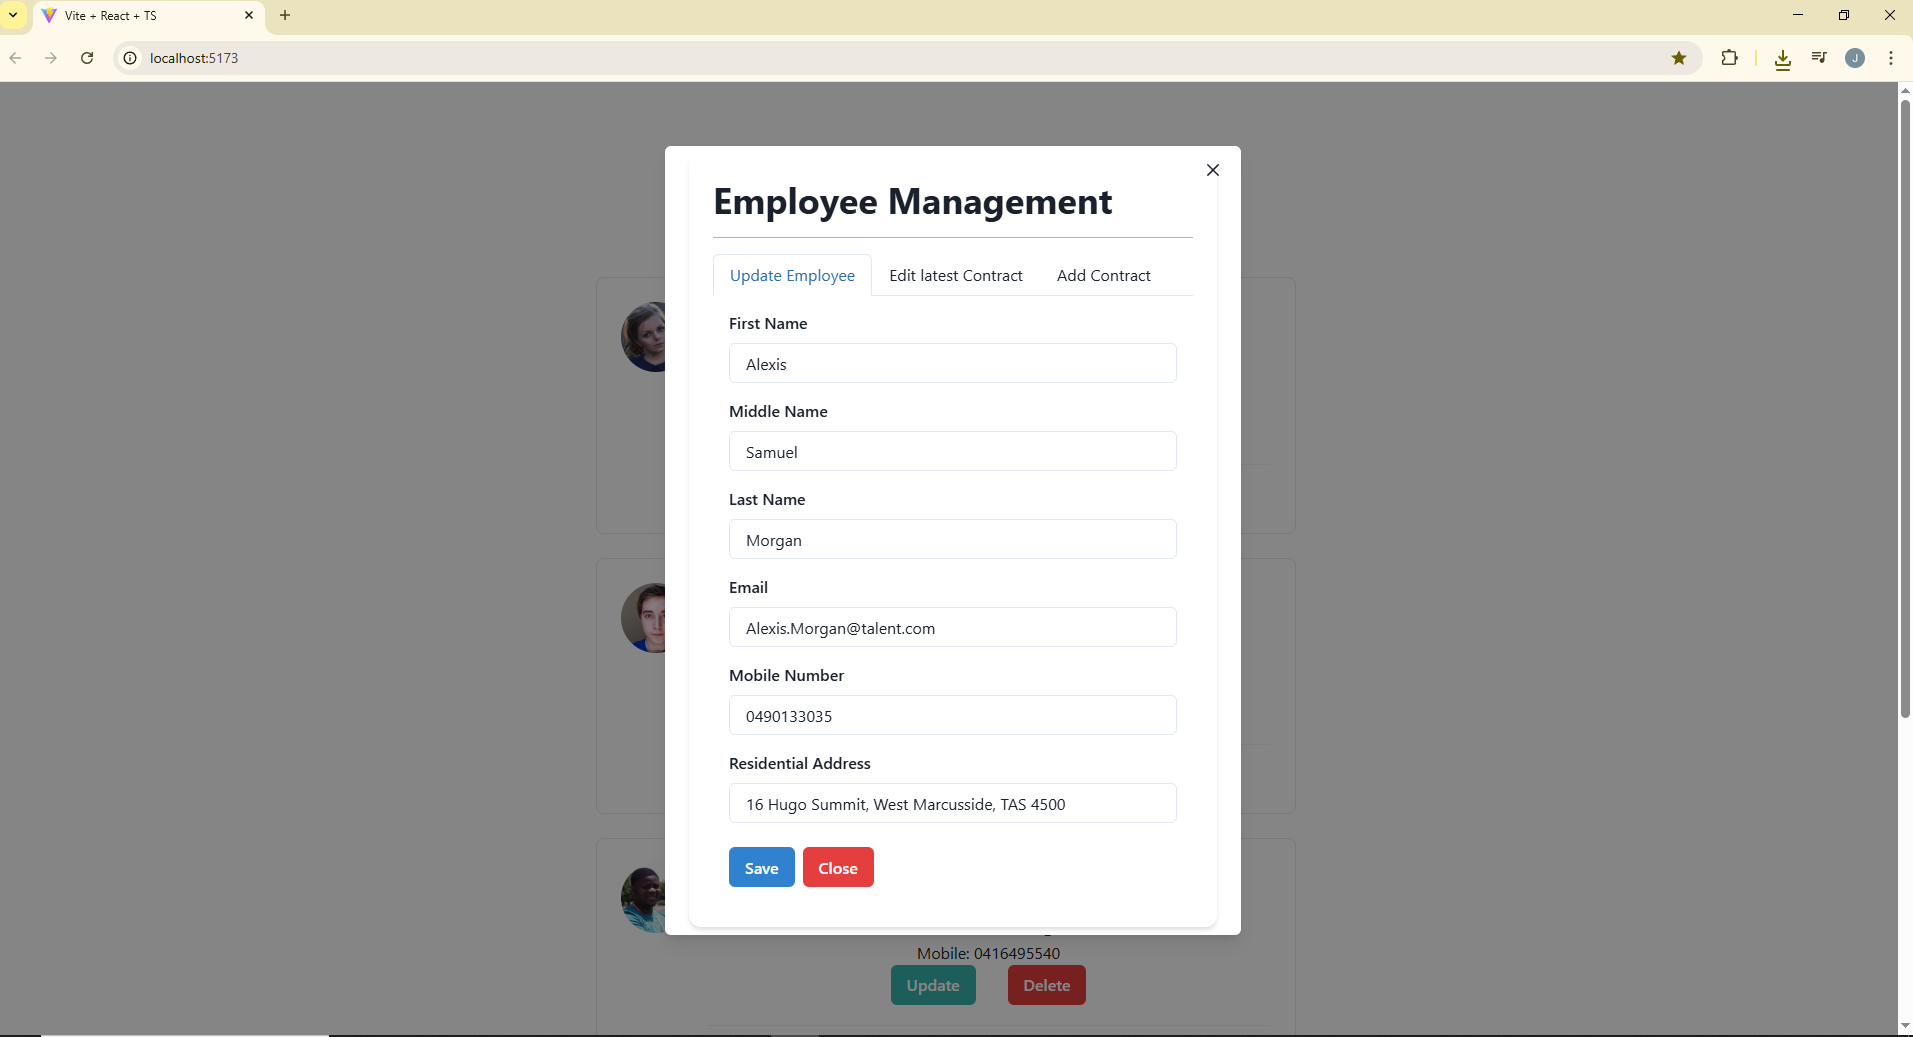 Vite + React + TS
localhost:5173
J
Employee Management
Update Employee Edit latest Contract Add Contract
First Name
Alexis
Middle Name
Samuel
Last Name
Morgan
Email
Alexis.Morgan@talent.com
Mobile Number
0490133035
Residential Address
16 Hugo Summit, West Marcusside, TAS 4500
Save Close
Mobile: 0416495540
Update Delete